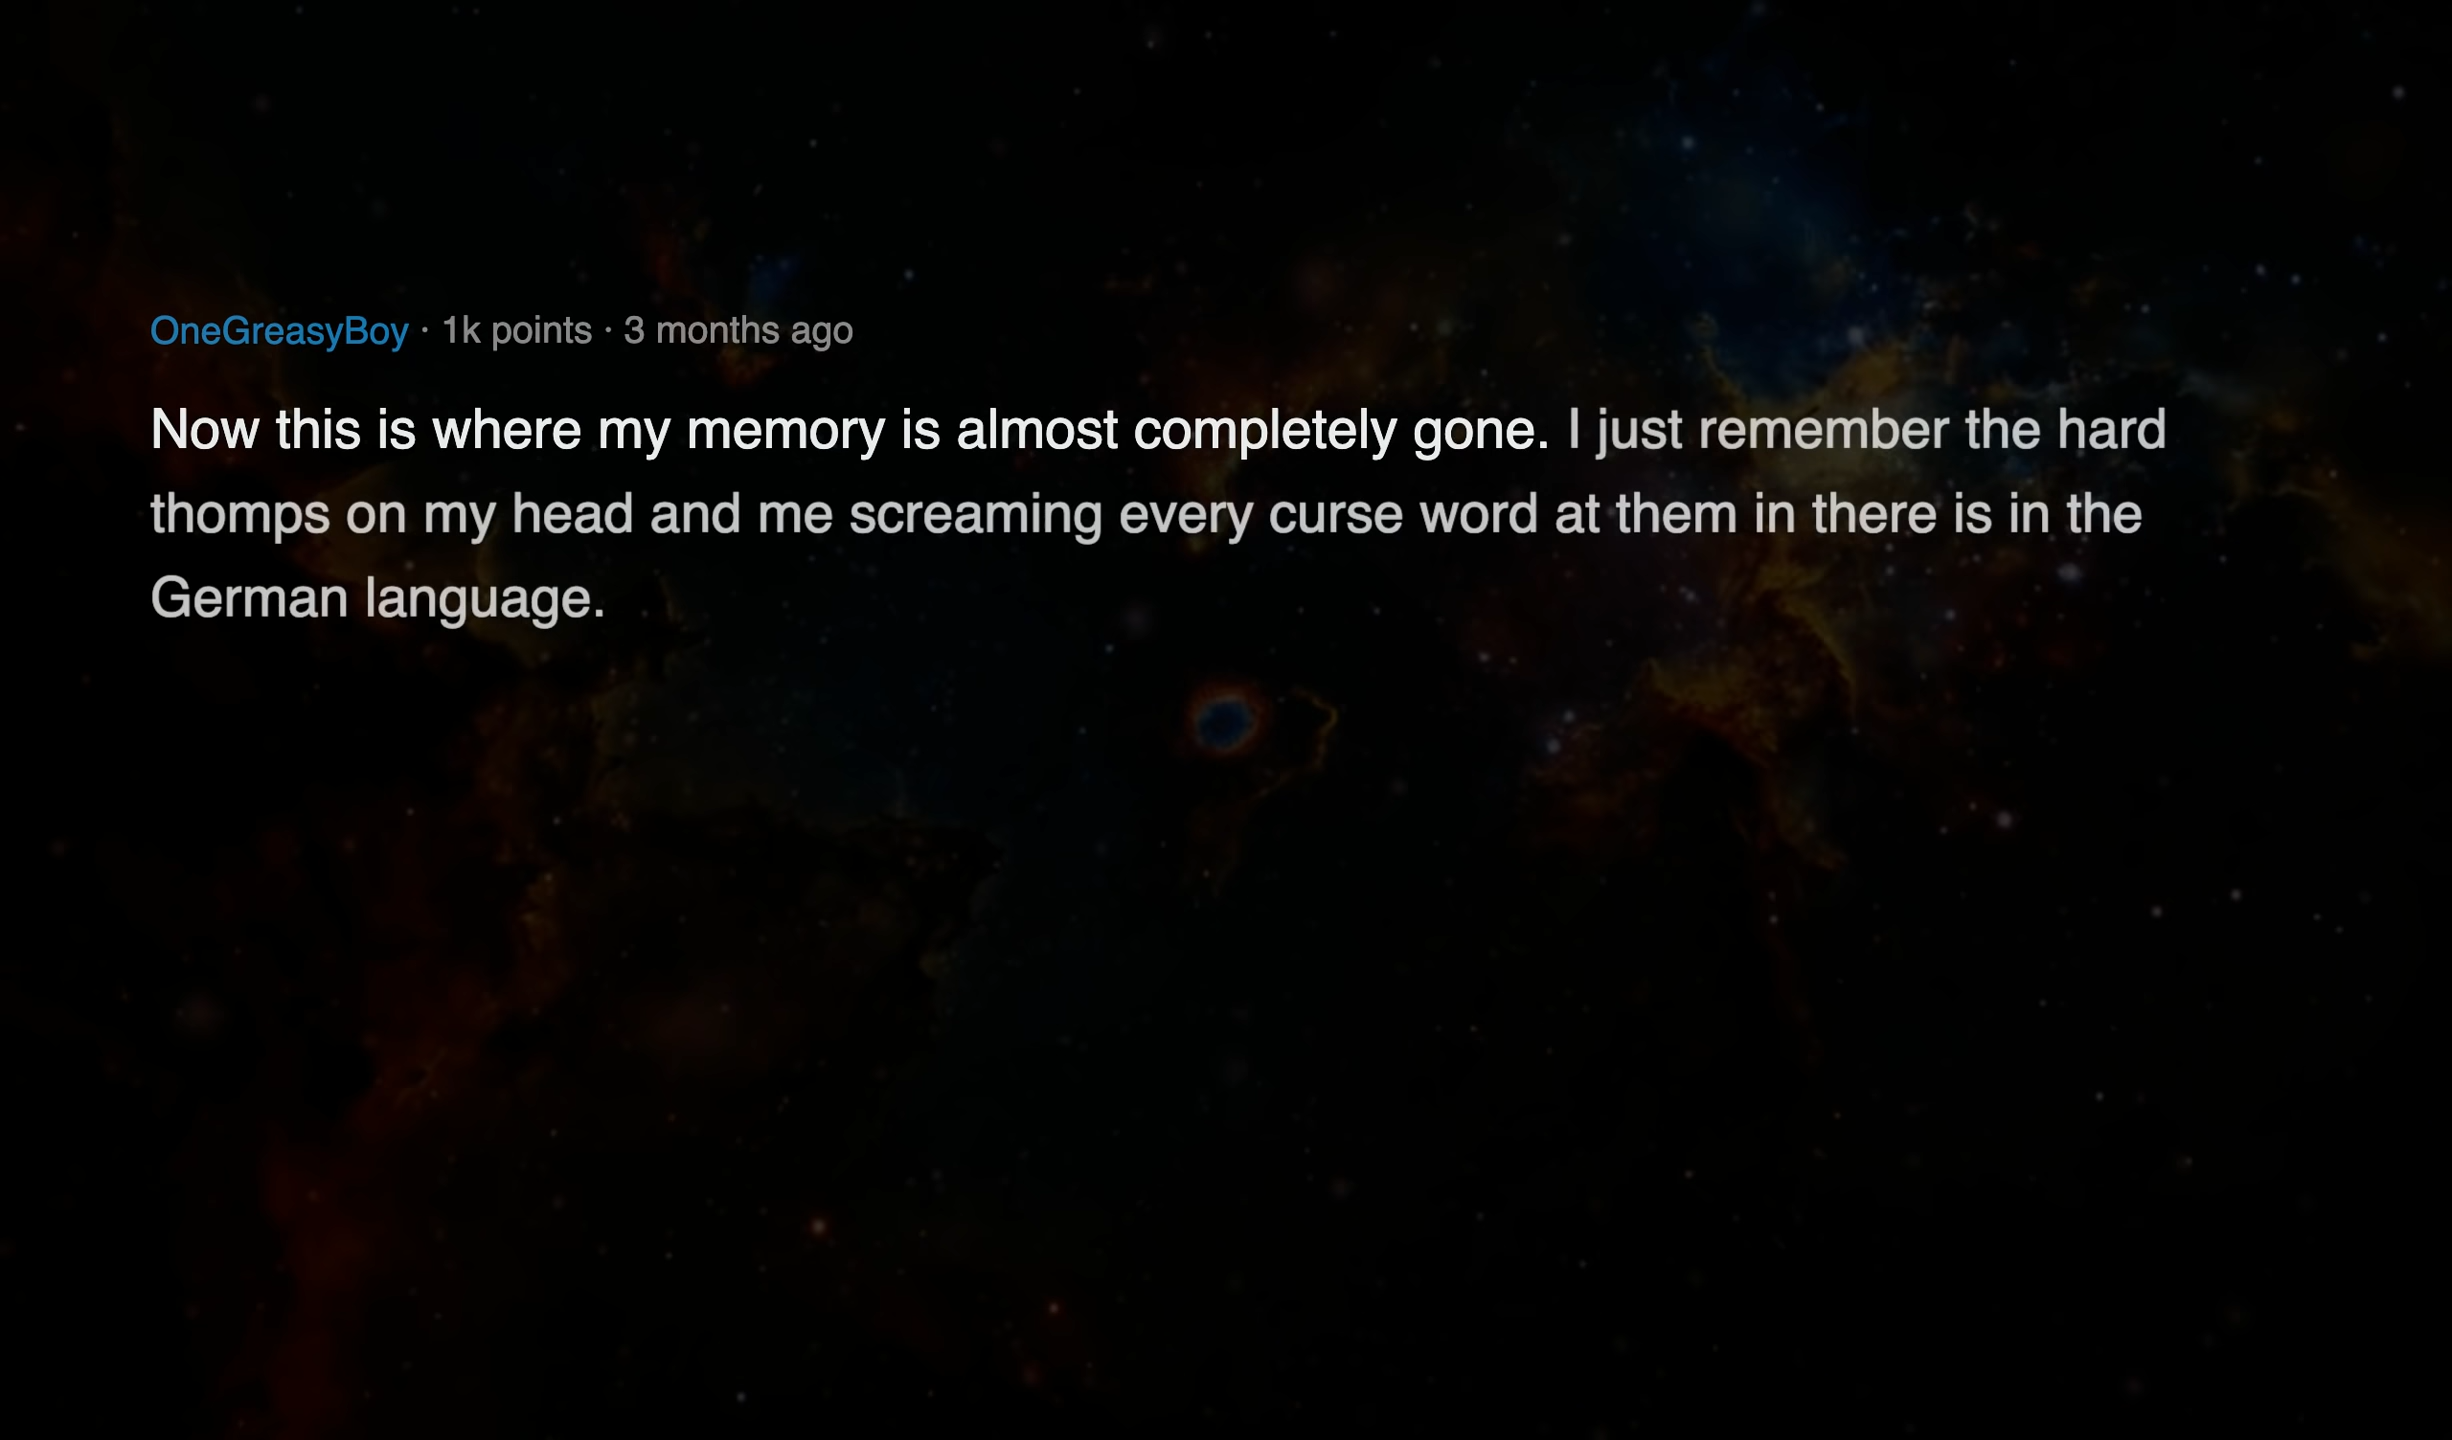 OneGreasyBoy · 1k points · 3 months ago
Now this is where my memory is almost completely gone. I just remember the hard
thomps on my head and me screaming every curse word at them in there is in the
German language.